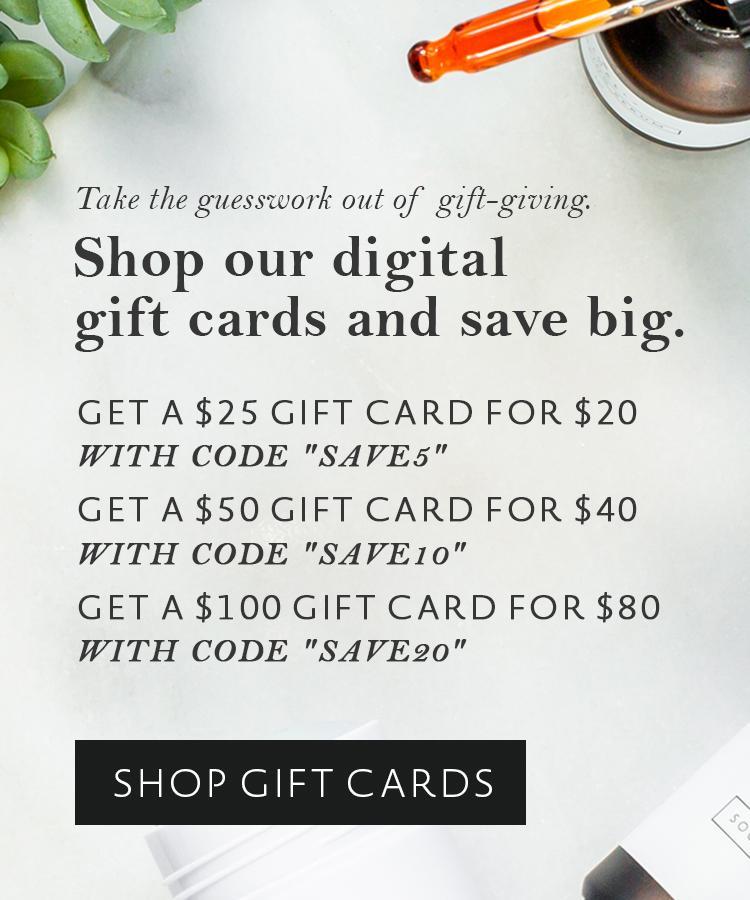 Take the guesswork out of gift-giving.
Shop our digital
gift cards and save big.
GET A $25 GIFT CARD FOR $20
WITH CODE "SAVE5"
GET A $50 GIFT CARD FOR $40
WITH CODE "SAVE10"
GET A $100 GIFT CARD FOR $80
WITH CODE "SAVE20"
SHOP GIFT CARDS